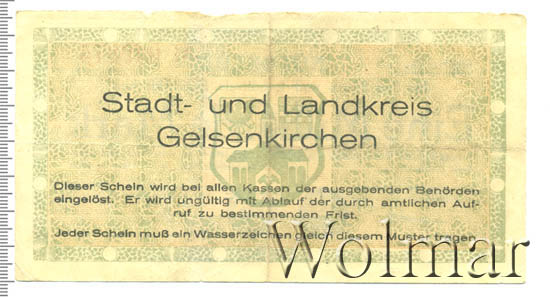 Stadt- und Landkreis
Gelsenkirchen
Dieser Schein wird bei allen Kassen der ausgebenden Behörden
eingelöst. Er wird ungültig mit Ablauf der durch amtlichen Auf-
ruf zu bestimmenden Frist.
Jeder Schein muß ein Wasserzeichen gleich diesem Muster tragen
Wolmar